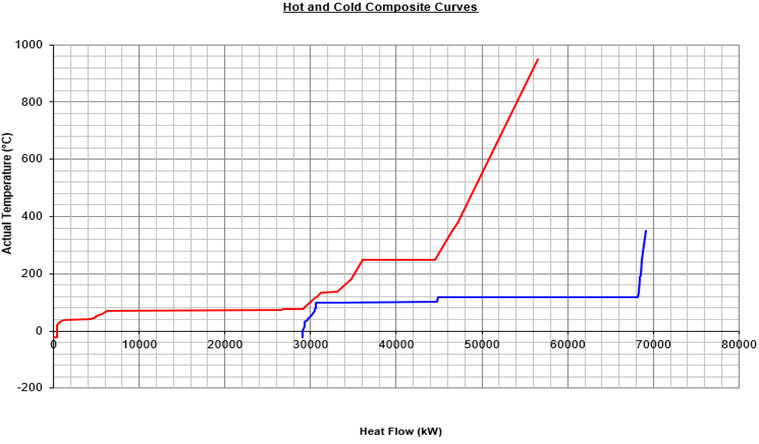 Hot and Cold Composite Curves
1000
800
600
400
200
0
-200
Actual Temperature (°C)
0 10000 20000 30000 40000 50000 60000 70000 80000
Heat Flow (kW)